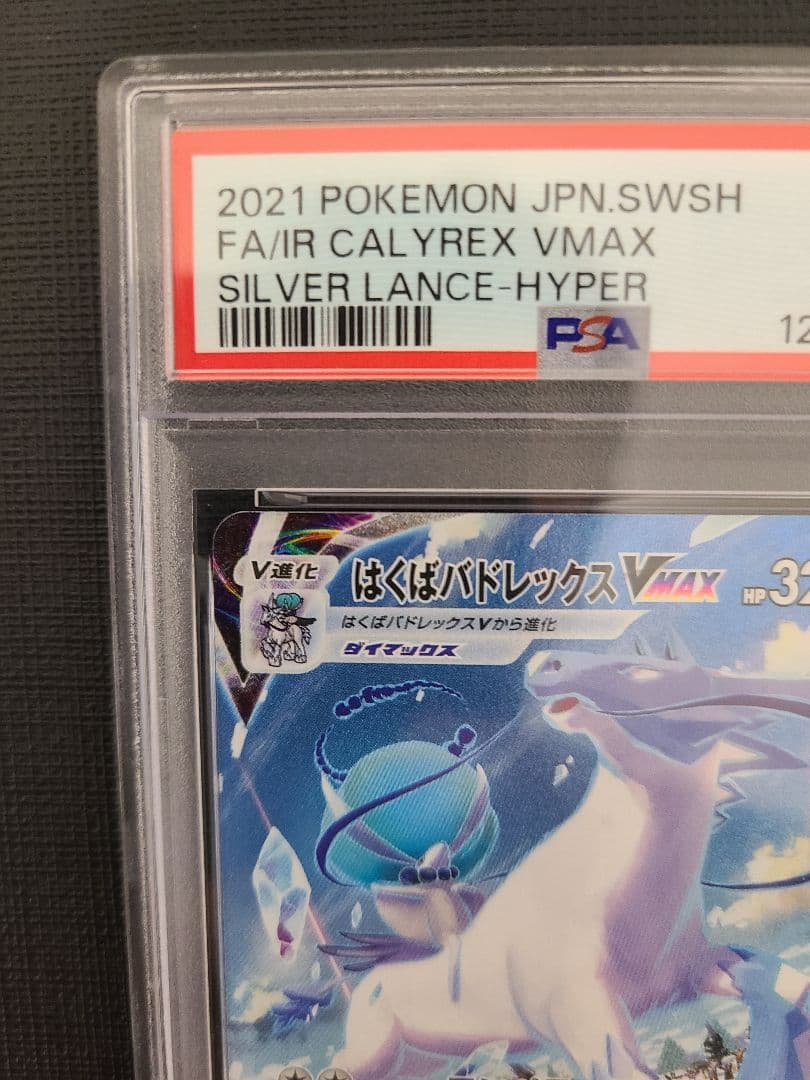 2021 POKEMON JPN.SWSH
FA/IR CALYREX VMAX
SILVER LANCE-HYPER
PSA
12
V進化
はくばバドレックスVMAX
HP32
はくばバドレックスVから進化
ダイマックス